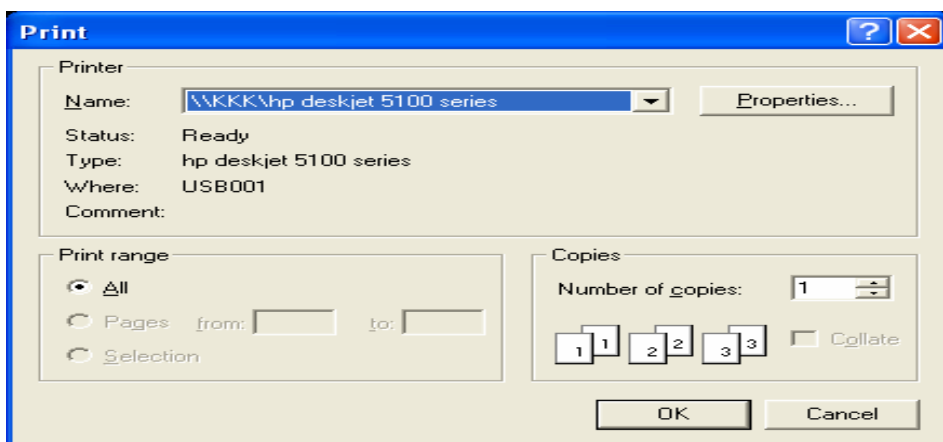 Print
Printer
Name: \\KKK\hp deskjet 5100 series Properties...
Status: Ready
Type: hp deskjet 5100 series
Where: USB001
Comment:
Print range
All
Pages from: to:
Selection
Copies
Number of copies: 1
1 1 2 2 3 3 Collate
OK Cancel